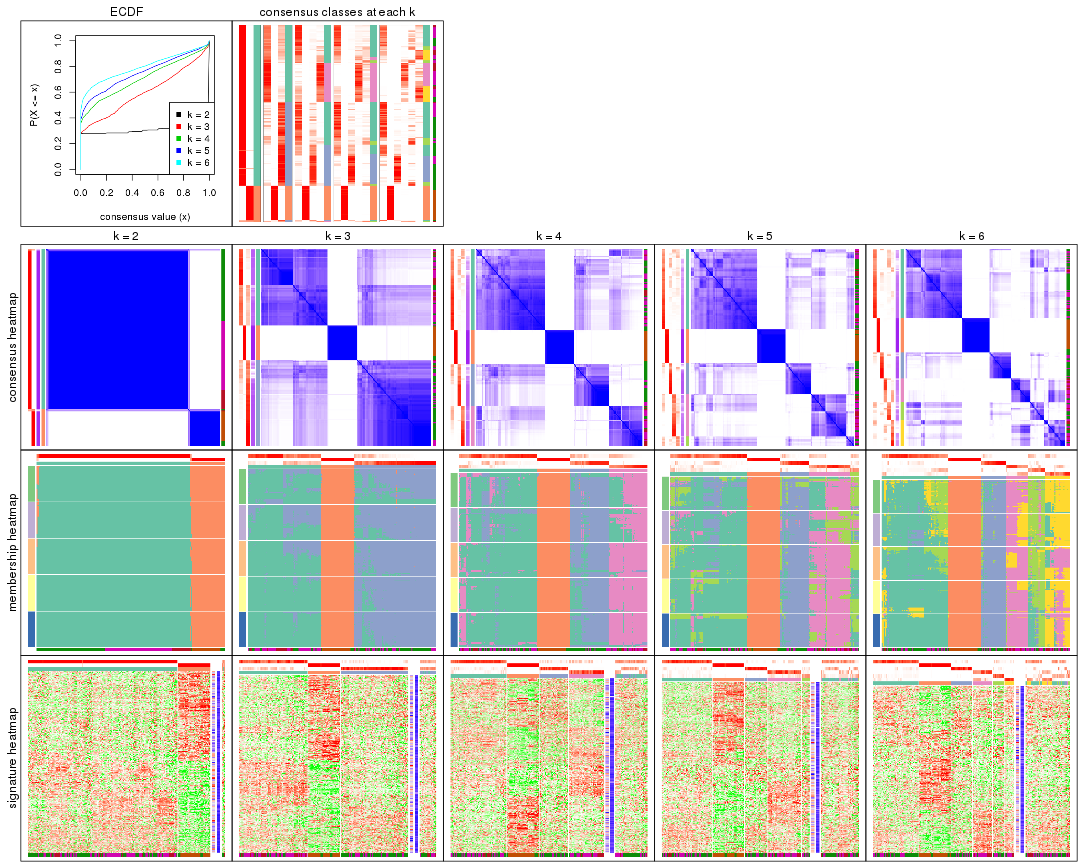 ECDF
consensus classes at each k
P(X <= x)
0.0
0.2
0.4
0.6
0.8
1.0
k = 2
k = 3
k = 4
k = 5
k = 6
0.0 0.2 0.4 0.6 0.8 1.0
consensus value (x)
k = 2
k = 3
k = 4
k = 5
k = 6
consensus heatmap
membership heatmap
signature heatmap